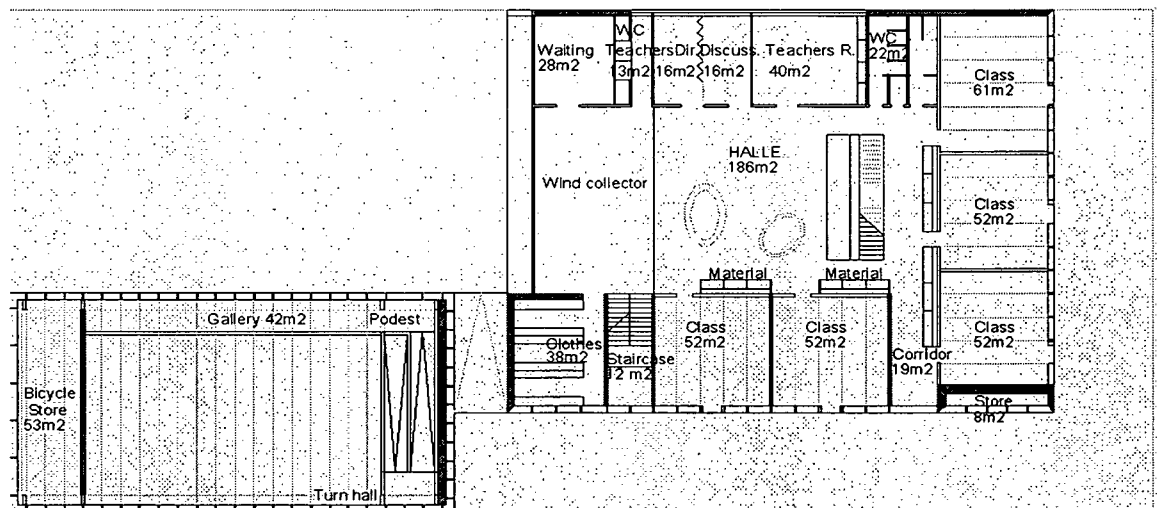 WC
Waiting
28m2
Teachers
13m2
Dir.
16m2
Discuss.
16m2
Teachers R.
40m2
WC
22m2
Class
61m2
HALLE
186m2
Wind collector
Class
52m2
Material
Material
Gallery 42m2
Podest
Class
52m2
Class
52m2
Class
52m2
Clothes
38m2
Staircase
12 m2
Corridor
19m2
Bicycle
Store
53m2
Store
8m2
Turn hall